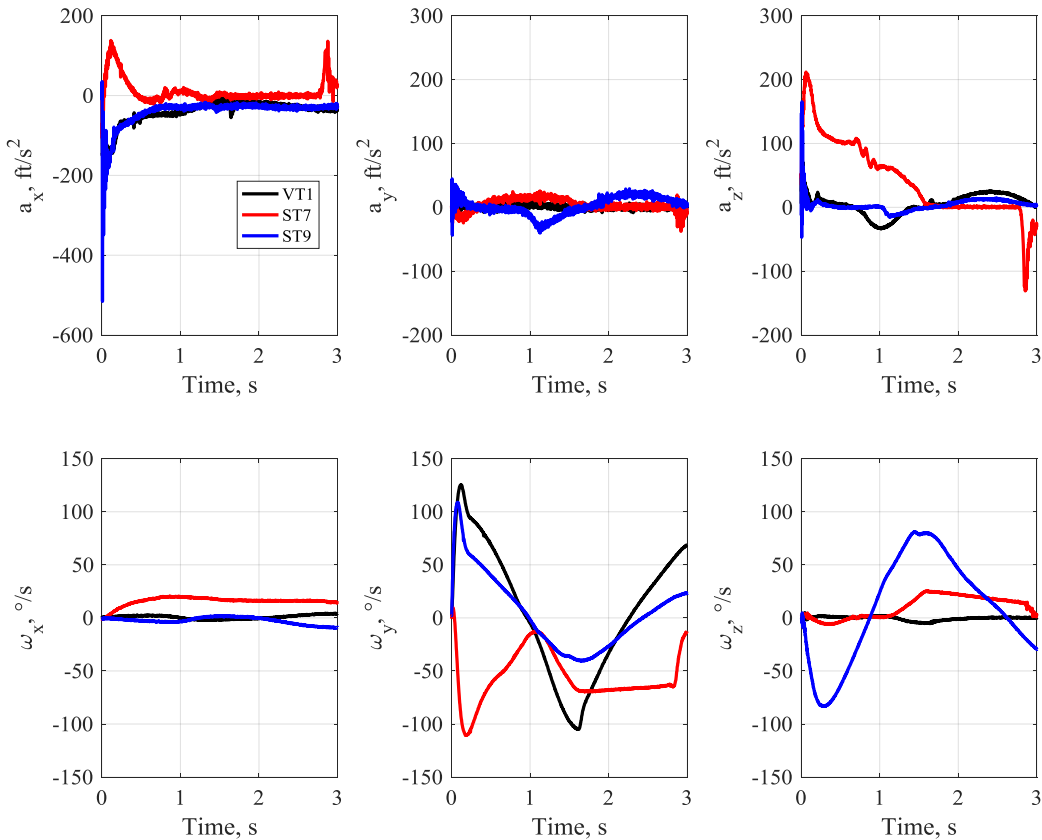 200
0
-200
-400
-600
a_x, ft/s^2
0 1 2 3
Time, s
VT1
ST7
ST9
300
200
100
0
-100
-200
a_y, ft/s^2
0 1 2 3
Time, s
300
200
100
0
-100
-200
a_z, ft/s^2
0 1 2 3
Time, s
150
100
50
0
-50
-100
-150
ω_x, °/s
0 1 2 3
Time, s
150
100
50
0
-50
-100
-150
ω_y, °/s
0 1 2 3
Time, s
150
100
50
0
-50
-100
-150
ω_z, °/s
0 1 2 3
Time, s